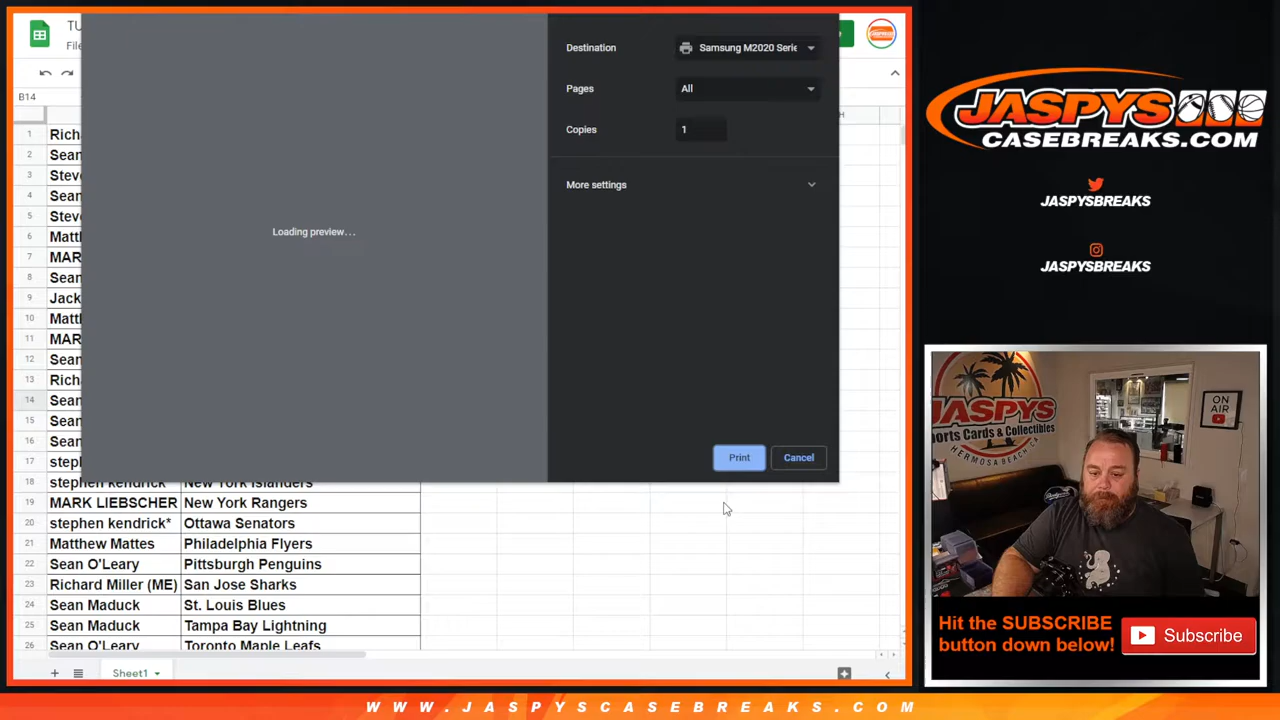 TU
File
B14
H
1 Rich
2 Sean
3 Steve
4 Sean
5 Steve
6 Matt
7 MAR
8 Sean
9 Jack
10 Matt
11 MAR
12 Sean
13 Rich
14 Sean
15 Sean
16 Sean
17 step
18 stephen kendrick New York Islanders
19 MARK LIEBSCHER New York Rangers
20 stephen kendrick* Ottawa Senators
21 Matthew Mattes Philadelphia Flyers
22 Sean O'Leary Pittsburgh Penguins
23 Richard Miller (ME) San Jose Sharks
24 Sean Maduck St. Louis Blues
25 Sean Maduck Tampa Bay Lightning
26 Sean O'Leary Toronto Maple Leafs
Sheet1
Loading preview...
Destination Samsung M2020 Serie
Pages All
Copies 1
More settings
Print Cancel
JASPYS
CASEBREAKS.COM
JASPYSBREAKS
JASPYSBREAKS
JASPYS
orts Cards & Collectibles
HERMOSA BEACH, CA
ON
AIR
Hit the SUBSCRIBE
button down below!
Subscribe
WWW.JASPYSCASEBREAKS.COM